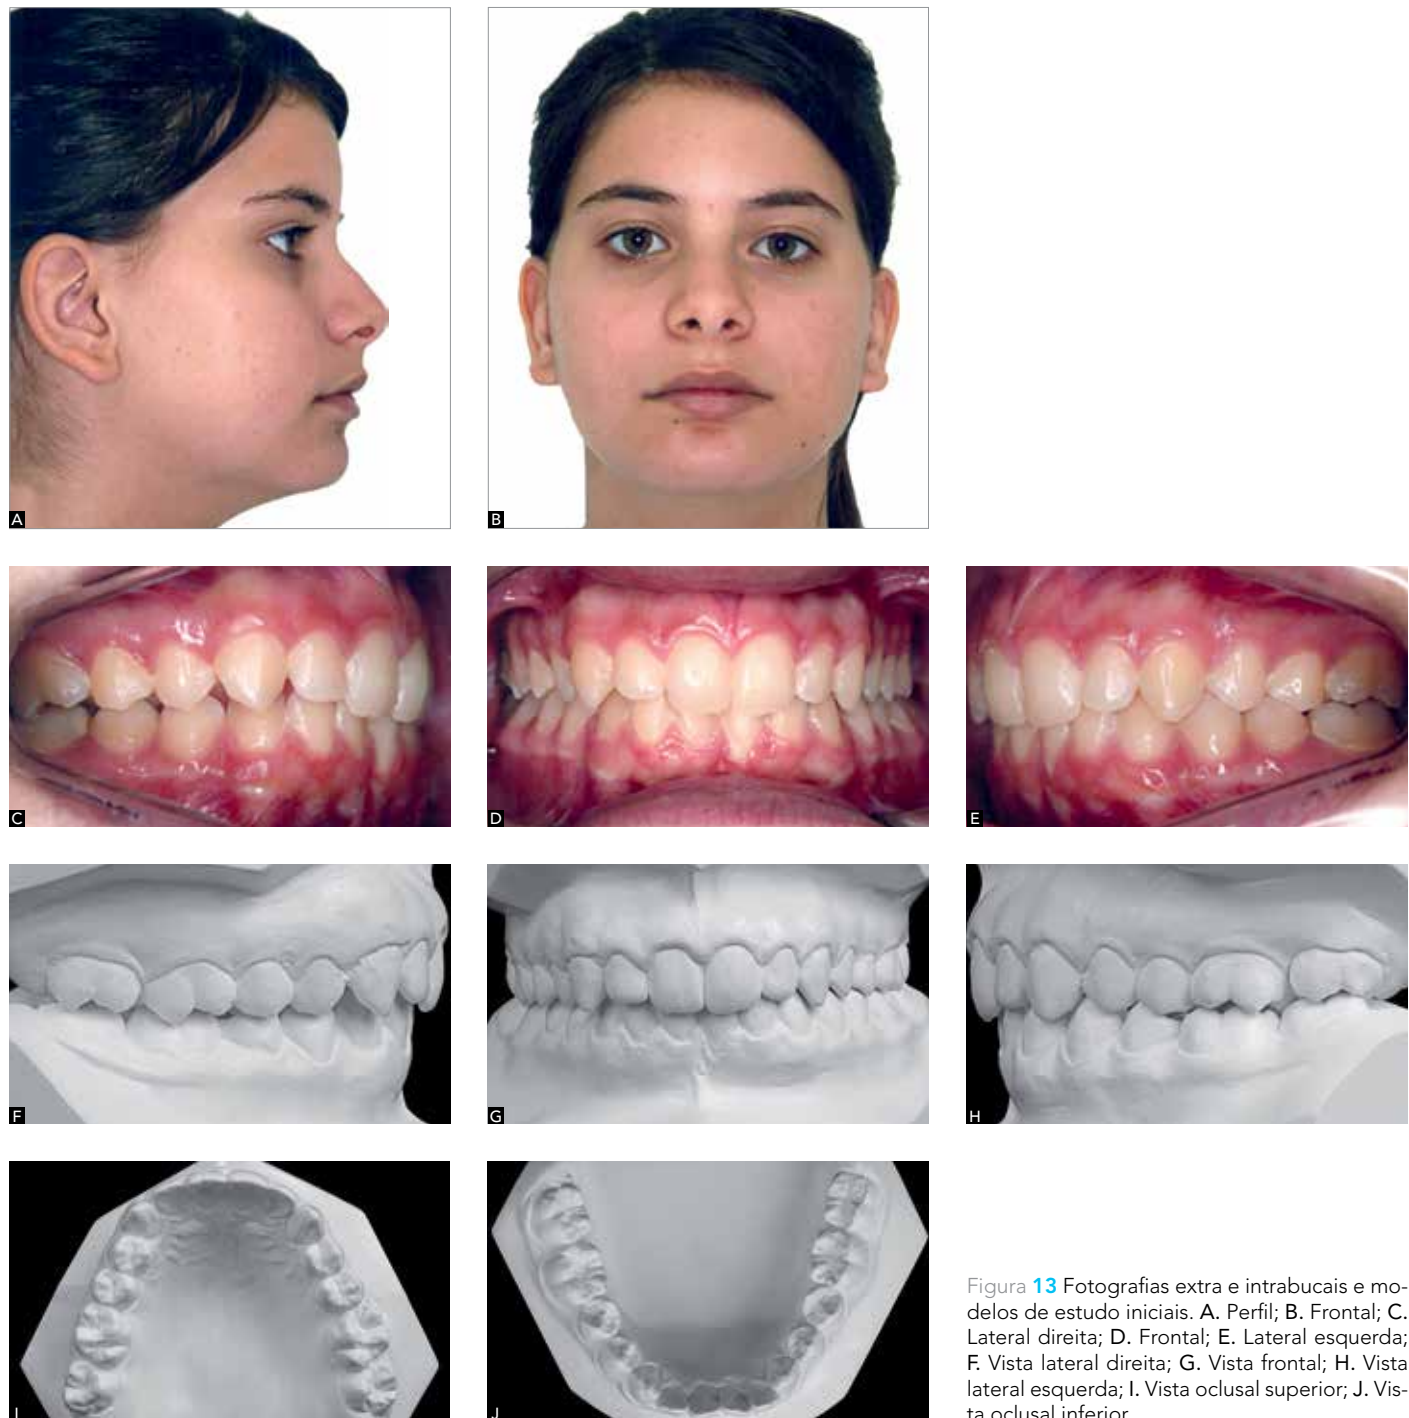 A
B
C
D
E
F
G
H
I
J
Figura 13 Fotografias extra e intrabucais e mo-
delos de estudo iniciais. A. Perfil; B. Frontal; C.
Lateral direita; D. Frontal; E. Lateral esquerda;
F. Vista lateral direita; G. Vista frontal; H. Vista
lateral esquerda; I. Vista oclusal superior; J. Vis-
ta oclusal inferior